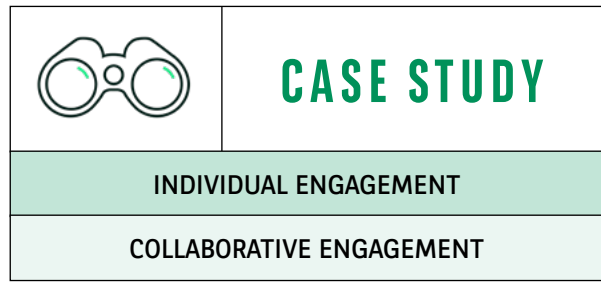 CASE STUDY
INDIVIDUAL ENGAGEMENT
COLLABORATIVE ENGAGEMENT